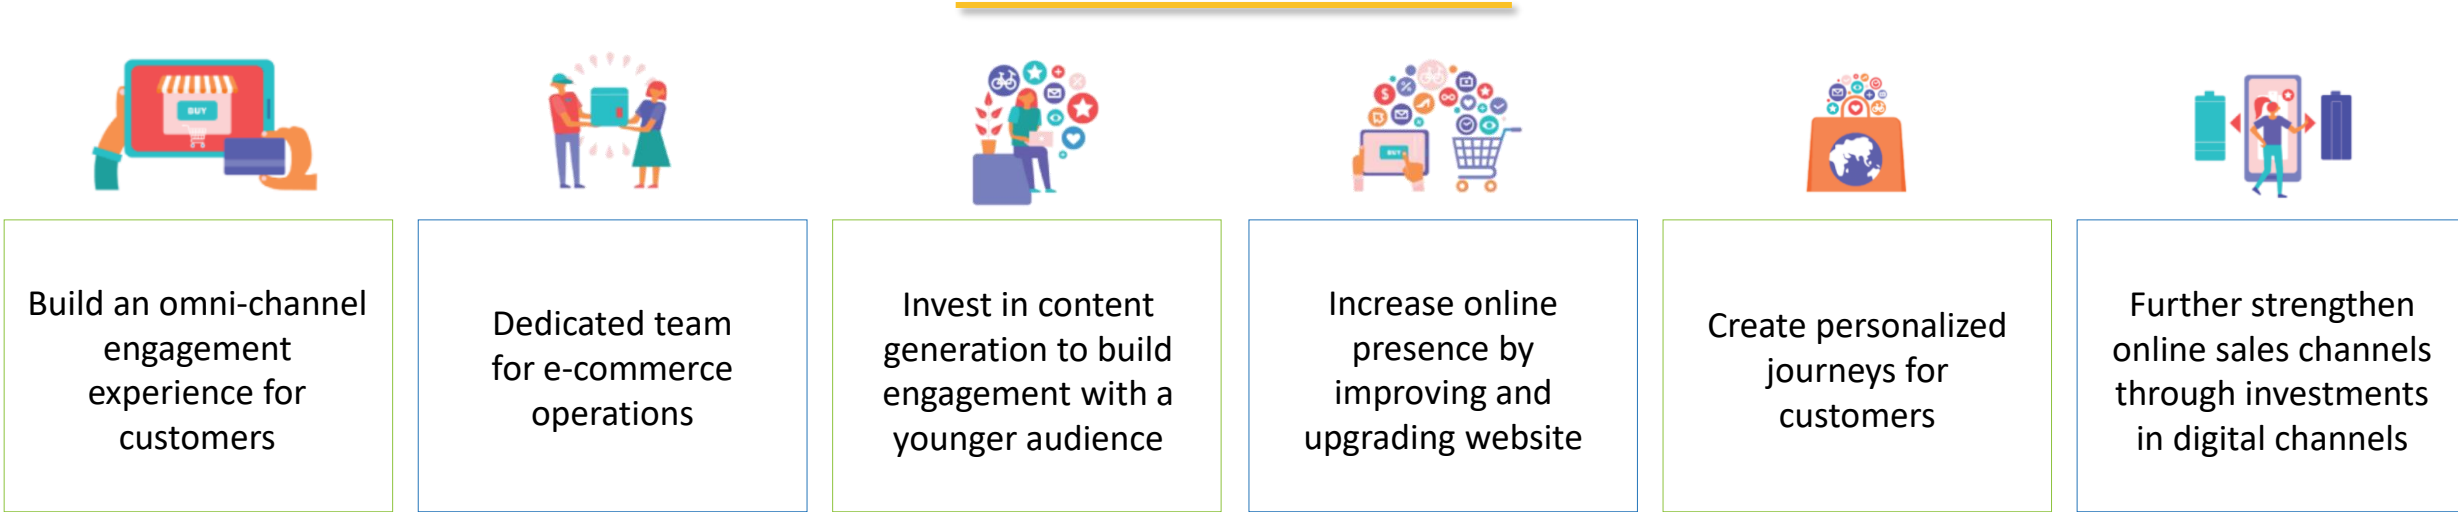 BUY
BUY
Build an omni-channel
engagement
experience for
customers
Dedicated team
for e-commerce
operations
Invest in content
generation to build
engagement with a
younger audience
Increase online
presence by
improving and
upgrading website
Create personalized
journeys for
customers
Further strengthen
online sales channels
through investments
in digital channels